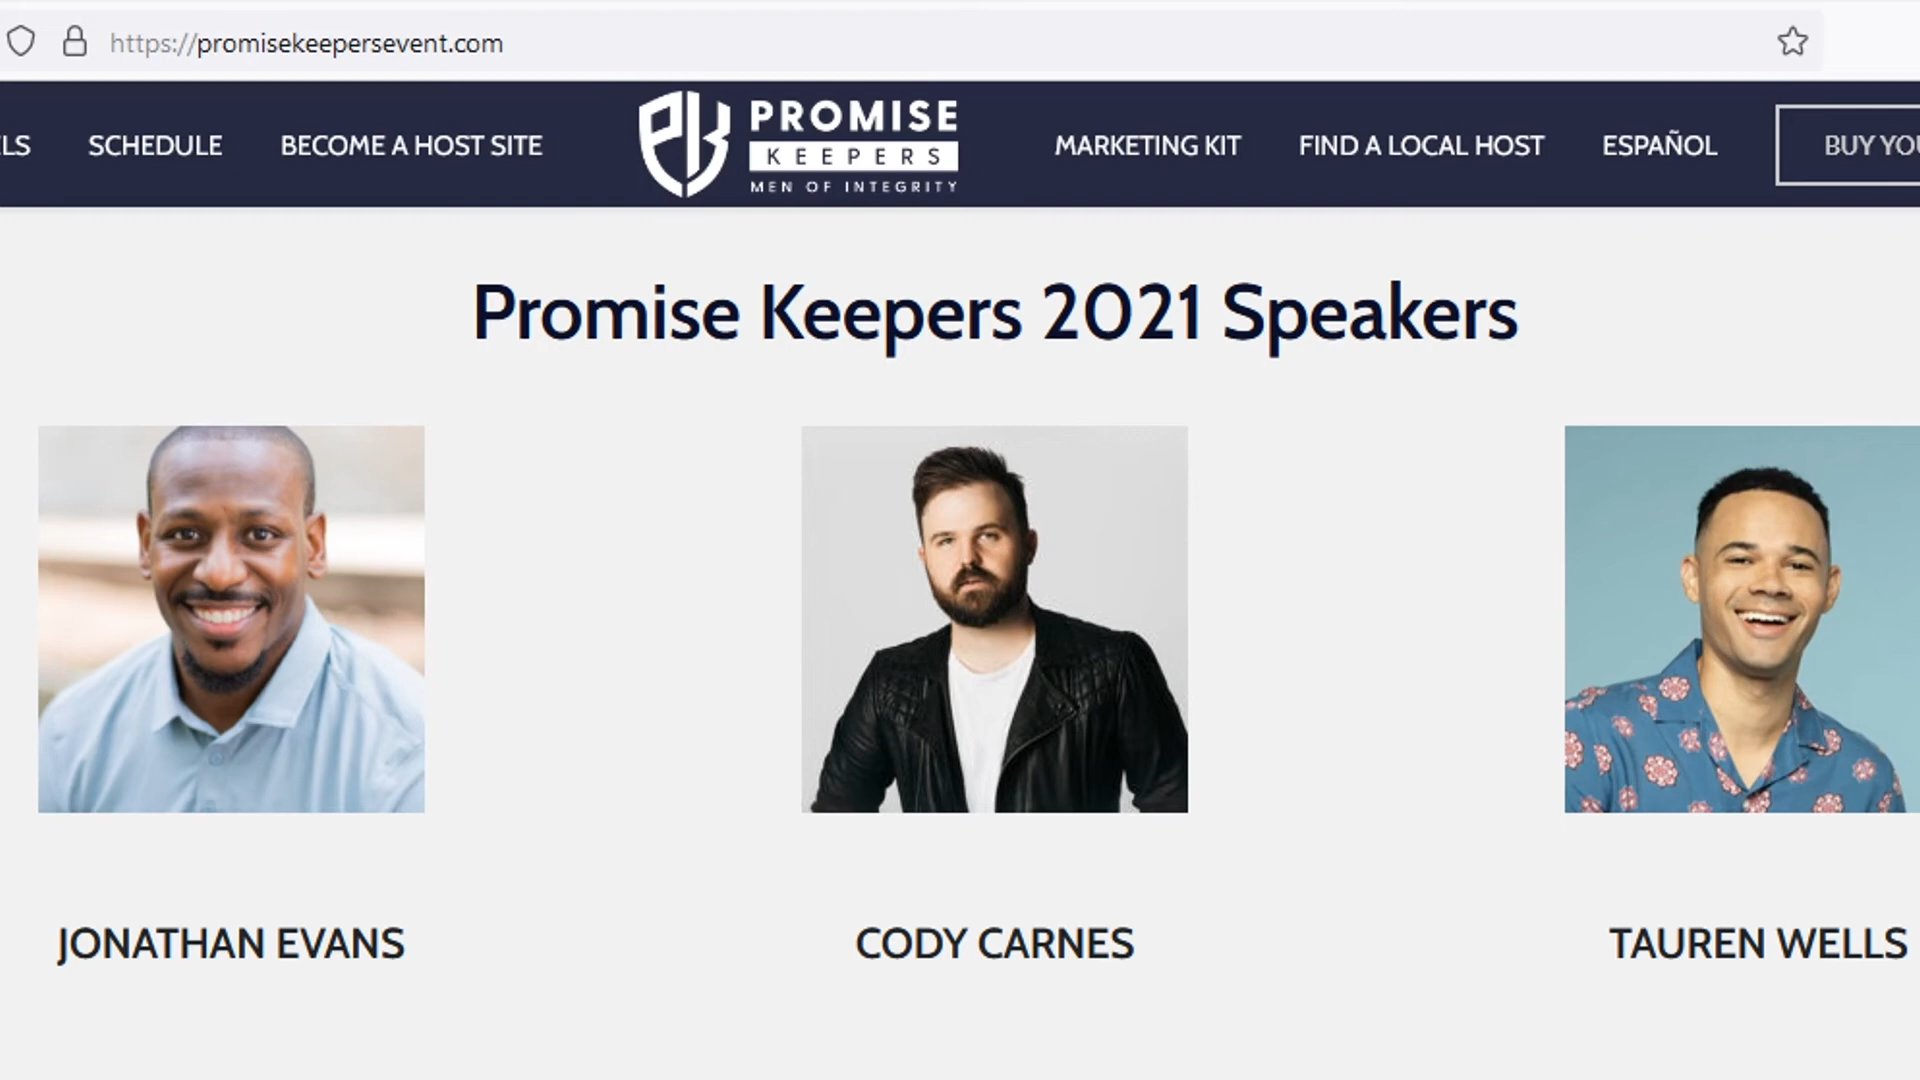 https://promisekeepersevent.com
LS SCHEDULE BECOME A HOST SITE
PROMISE
KEEPERS
MEN OF INTEGRITY
MARKETING KIT FIND A LOCAL HOST ESPAÑOL BUY YOU
Promise Keepers 2021 Speakers
JONATHAN EVANS
CODY CARNES
TAUREN WELLS